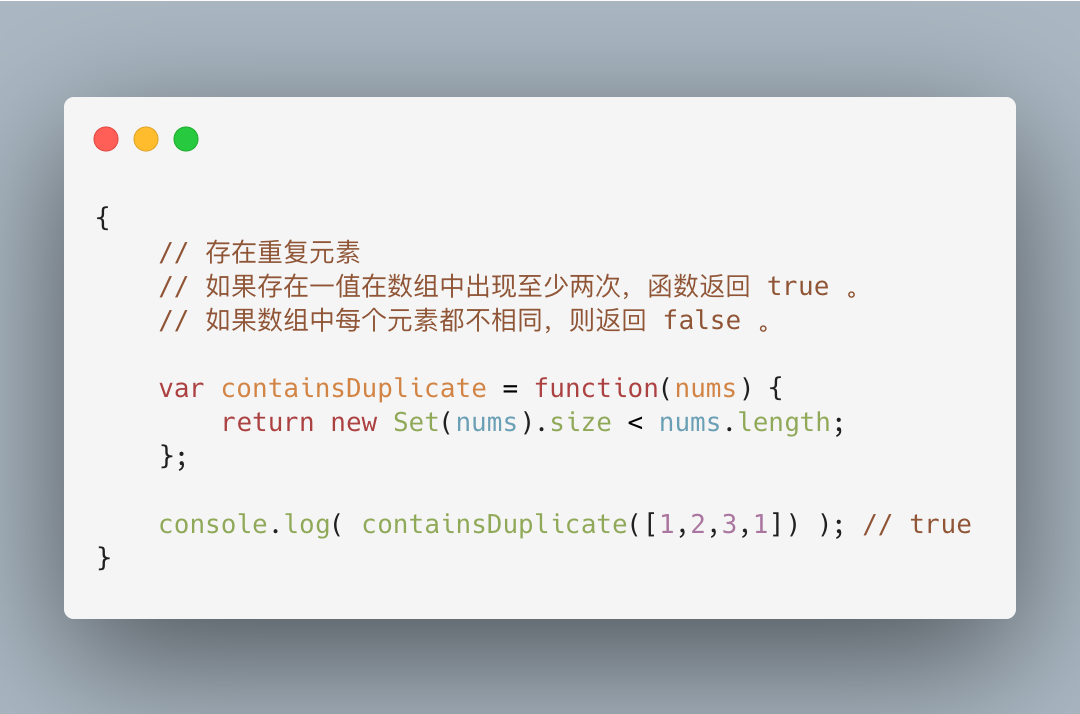 {
    // 存在重复元素
    // 如果存在一值在数组中出现至少两次，函数返回 true 。
    // 如果数组中每个元素都不相同，则返回 false 。
    var containsDuplicate = function(nums) {
        return new Set(nums).size < nums.length;
    };
    console.log( containsDuplicate([1,2,3,1]) ); // true
}